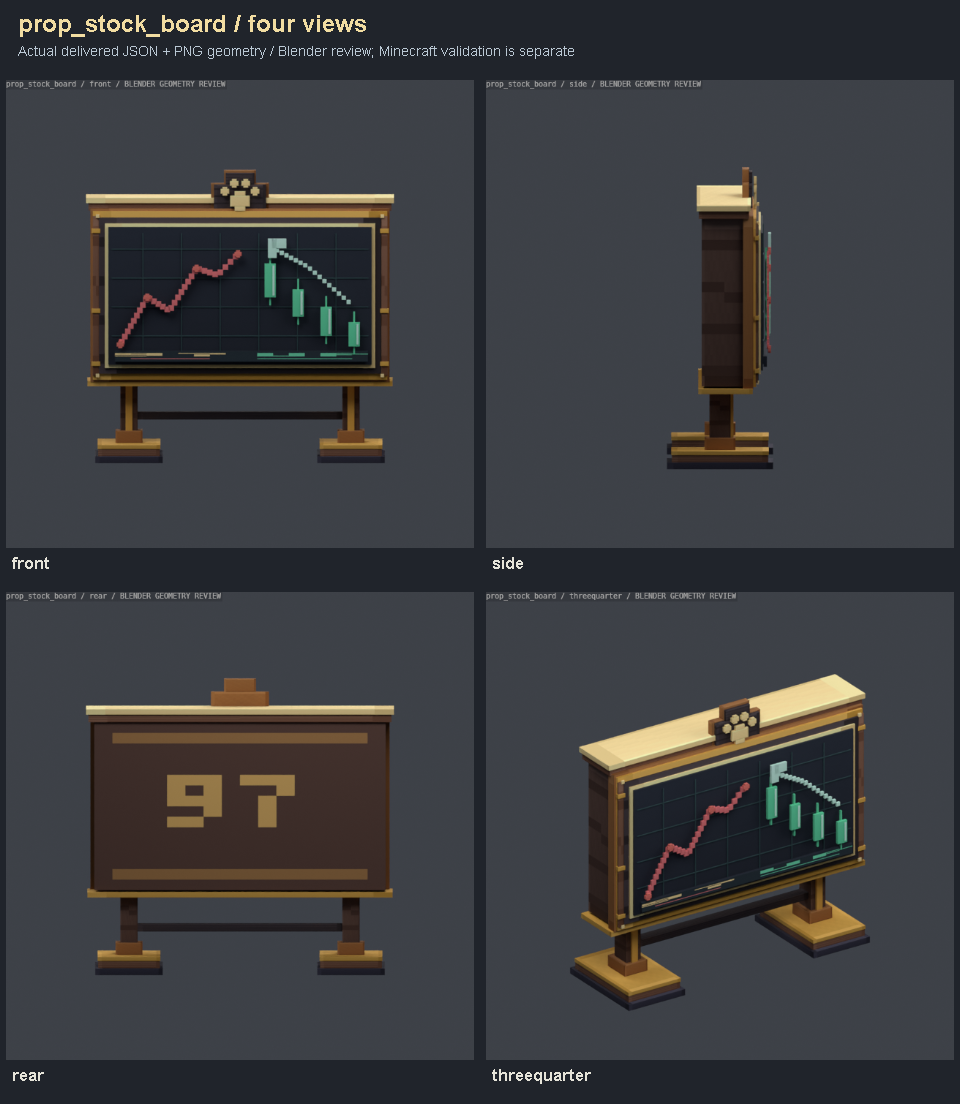 prop_stock_board / four views
Actual delivered JSON + PNG geometry / Blender review; Minecraft validation is separate
prop_stock_board / front / BLENDER GEOMETRY REVIEW
prop_stock_board / side / BLENDER GEOMETRY REVIEW
front
side
prop_stock_board / rear / BLENDER GEOMETRY REVIEW
prop_stock_board / threequarter / BLENDER GEOMETRY REVIEW
97
rear
threequarter